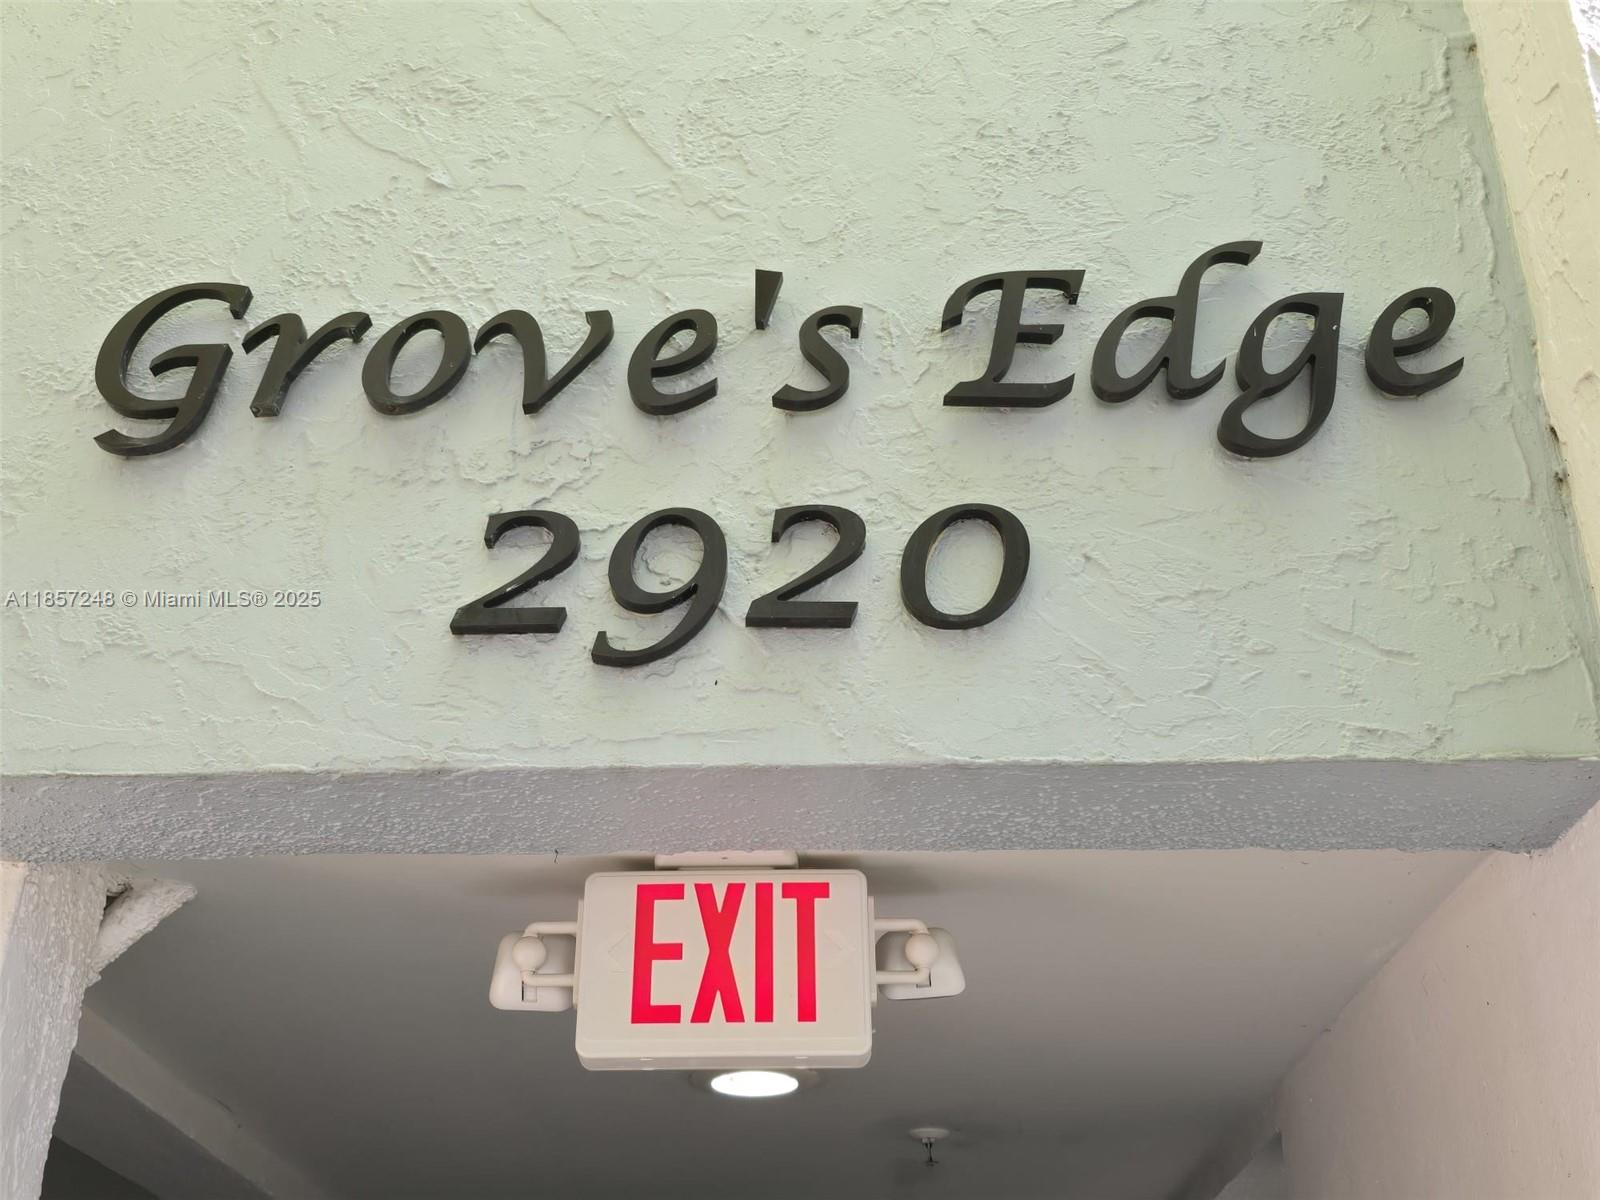 Grove's Edge
2920
A11857248 © Miami MLS® 2025
EXIT